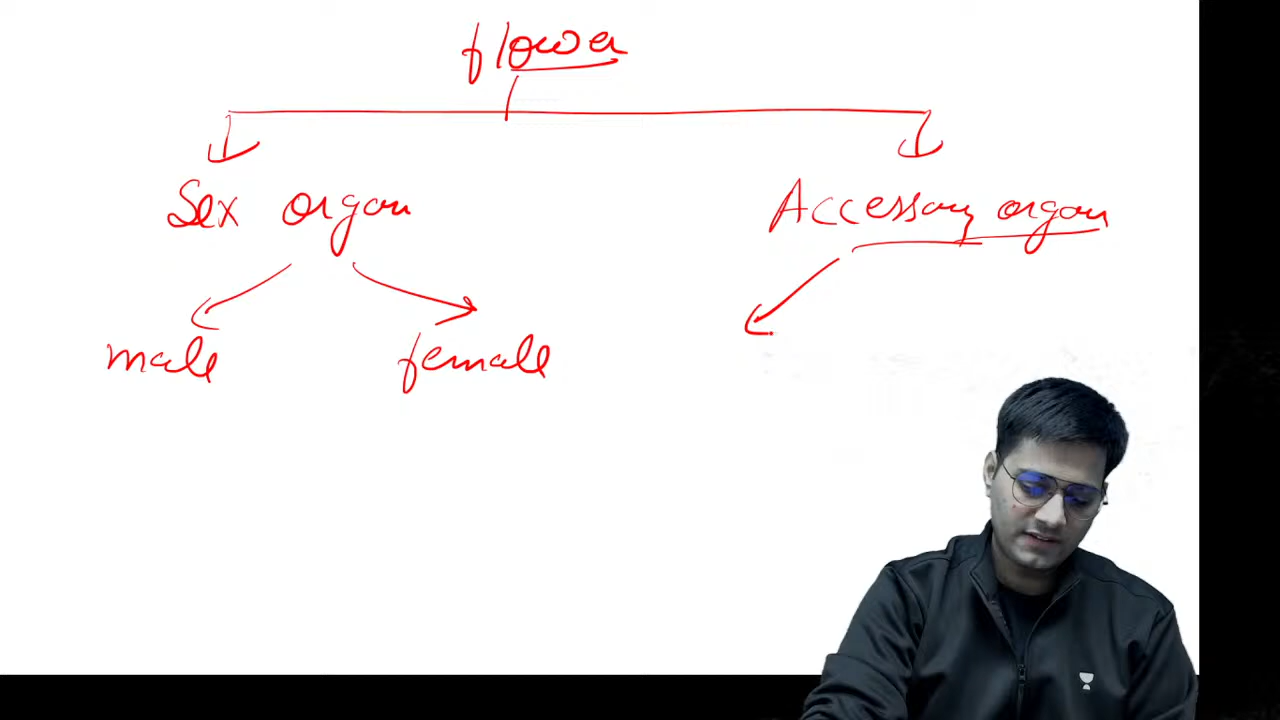 flower
Sex organ
Accessory organ
male
female